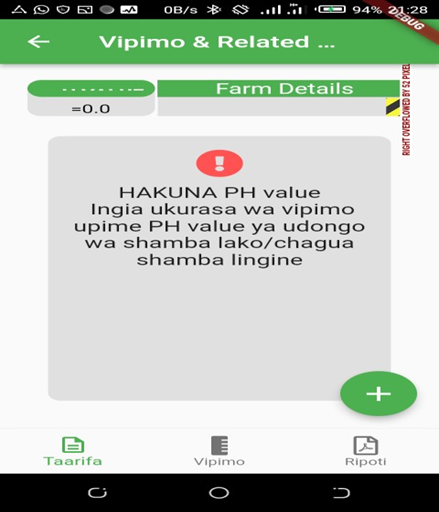 0B/s 94% 21:28
DEBUG
Vipimo & Related ...
Farm Details
=0.0
RIGHT OVERFLOWED BY 52 PIXEL
HAKUNA PH value
Ingia ukurasa wa vipimo
upime PH value ya udongo
wa shamba lako/chagua
shamba lingine
+
Taarifa Vipimo Ripoti